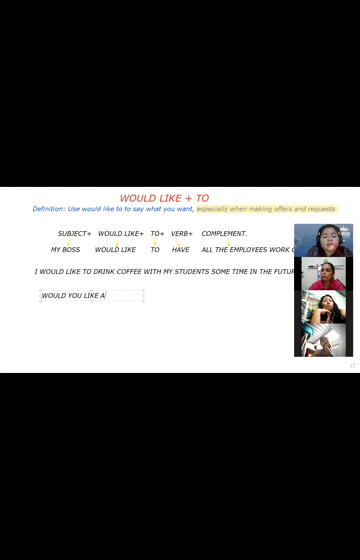 WOULD LIKE + TO
Definition: Use would like to to say what you want, especially when making offers and requests
SUBJECT+ WOULD LIKE+ TO+ VERB+ COMPLEMENT.
MY BOSS WOULD LIKE TO HAVE ALL THE EMPLOYEES WORK
I WOULD LIKE TO DRINK COFFEE WITH MY STUDENTS SOME TIME IN THE
WOULD YOU LIKE A